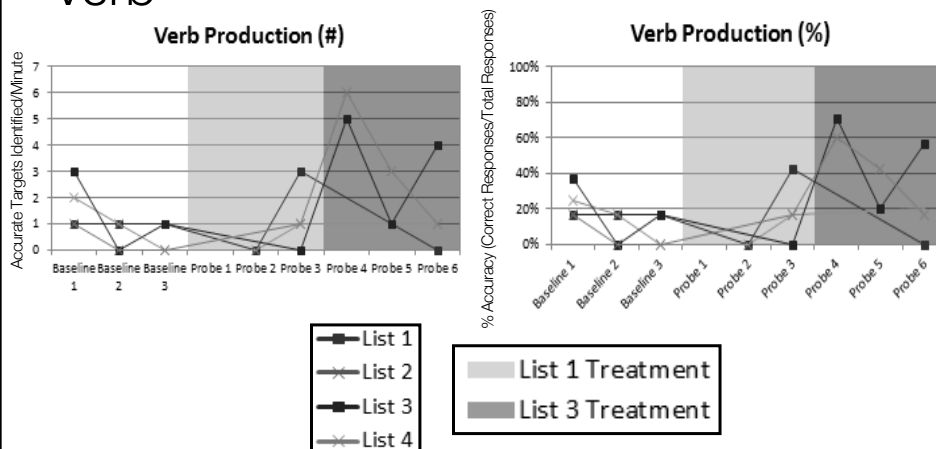 Verb
Verb Production (#)
Accurate Targets Identified/Minute
7
6
5
4
3
2
1
0
Baseline 1
Baseline 2
Baseline 3
Probe 1
Probe 2
Probe 3
Probe 4
Probe 5
Probe 6
Verb Production (%)
% Accuracy (Correct Responses/Total Responses)
100%
80%
60%
40%
20%
0%
Baseline 1
Baseline 2
Baseline 3
Probe 1
Probe 2
Probe 3
Probe 4
Probe 5
Probe 6
List 1
List 2
List 3
List 4
List 1 Treatment
List 3 Treatment